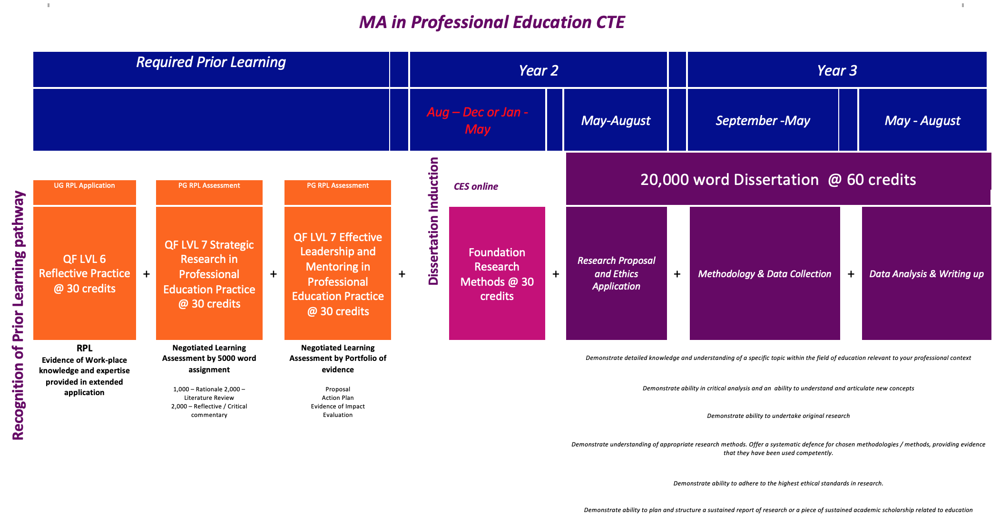 MA in Professional Education CTE
Required Prior Learning
Year 2
Year 3
Aug – Dec or Jan -
May
May-August
September -May
May - August
Recognition of Prior Learning pathway
UG RPL Application
QF LVL 6
Reflective Practice
@ 30 credits
+
PG RPL Assessment
QF LVL 7 Strategic
Research in
Professional
Education Practice
@ 30 credits
+
PG RPL Assessment
QF LVL 7 Effective
Leadership and
Mentoring in
Professional
Education Practice
@ 30 credits
+
Dissertation Induction
CES online
Foundation
Research
Methods @ 30
credits
+
20,000 word Dissertation @ 60 credits
Research Proposal
and Ethics
Application
+
Methodology & Data Collection
+
Data Analysis & Writing up
RPL
Evidence of Work-place
knowledge and expertise
provided in extended
application
Negotiated Learning
Assessment by 5000 word
assignment
1,000 – Rationale 2,000 –
Literature Review
2,000 – Reflective / Critical
commentary
Negotiated Learning
Assessment by Portfolio of
evidence
Proposal
Action Plan
Evidence of Impact
Evaluation
Demonstrate detailed knowledge and understanding of a specific topic within the field of education relevant to your professional context
Demonstrate ability in critical analysis and an ability to understand and articulate new concepts
Demonstrate ability to undertake original research
Demonstrate understanding of appropriate research methods. Offer a systematic defence for chosen methodologies / methods, providing evidence
that they have been used competently.
Demonstrate ability to adhere to the highest ethical standards in research.
Demonstrate ability to plan and structure a sustained report of research or a piece of sustained academic scholarship related to education